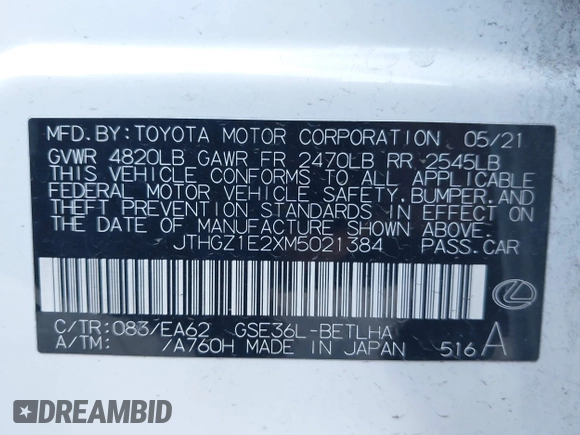 MFD.BY:TOYOTA MOTOR CORPORATION 05/21
GVWR 4820LB GAWR FR 2470LB RR 2545LB
THIS VEHICLE CONFORMS TO ALL APPLICABLE
FEDERAL MOTOR VEHICLE SAFETY,BUMPER,AND
THEFT PREVENTION STANDARDS IN EFFECT ON
THE DATE OF MANUFACTURE SHOWN ABOVE.
JTHGZ1E2XM5021384 PASS.CAR
C/TR:083/EA62 GSE36L-BETLHA
A/TM: /A760H MADE IN JAPAN 516 A
DREAMBID